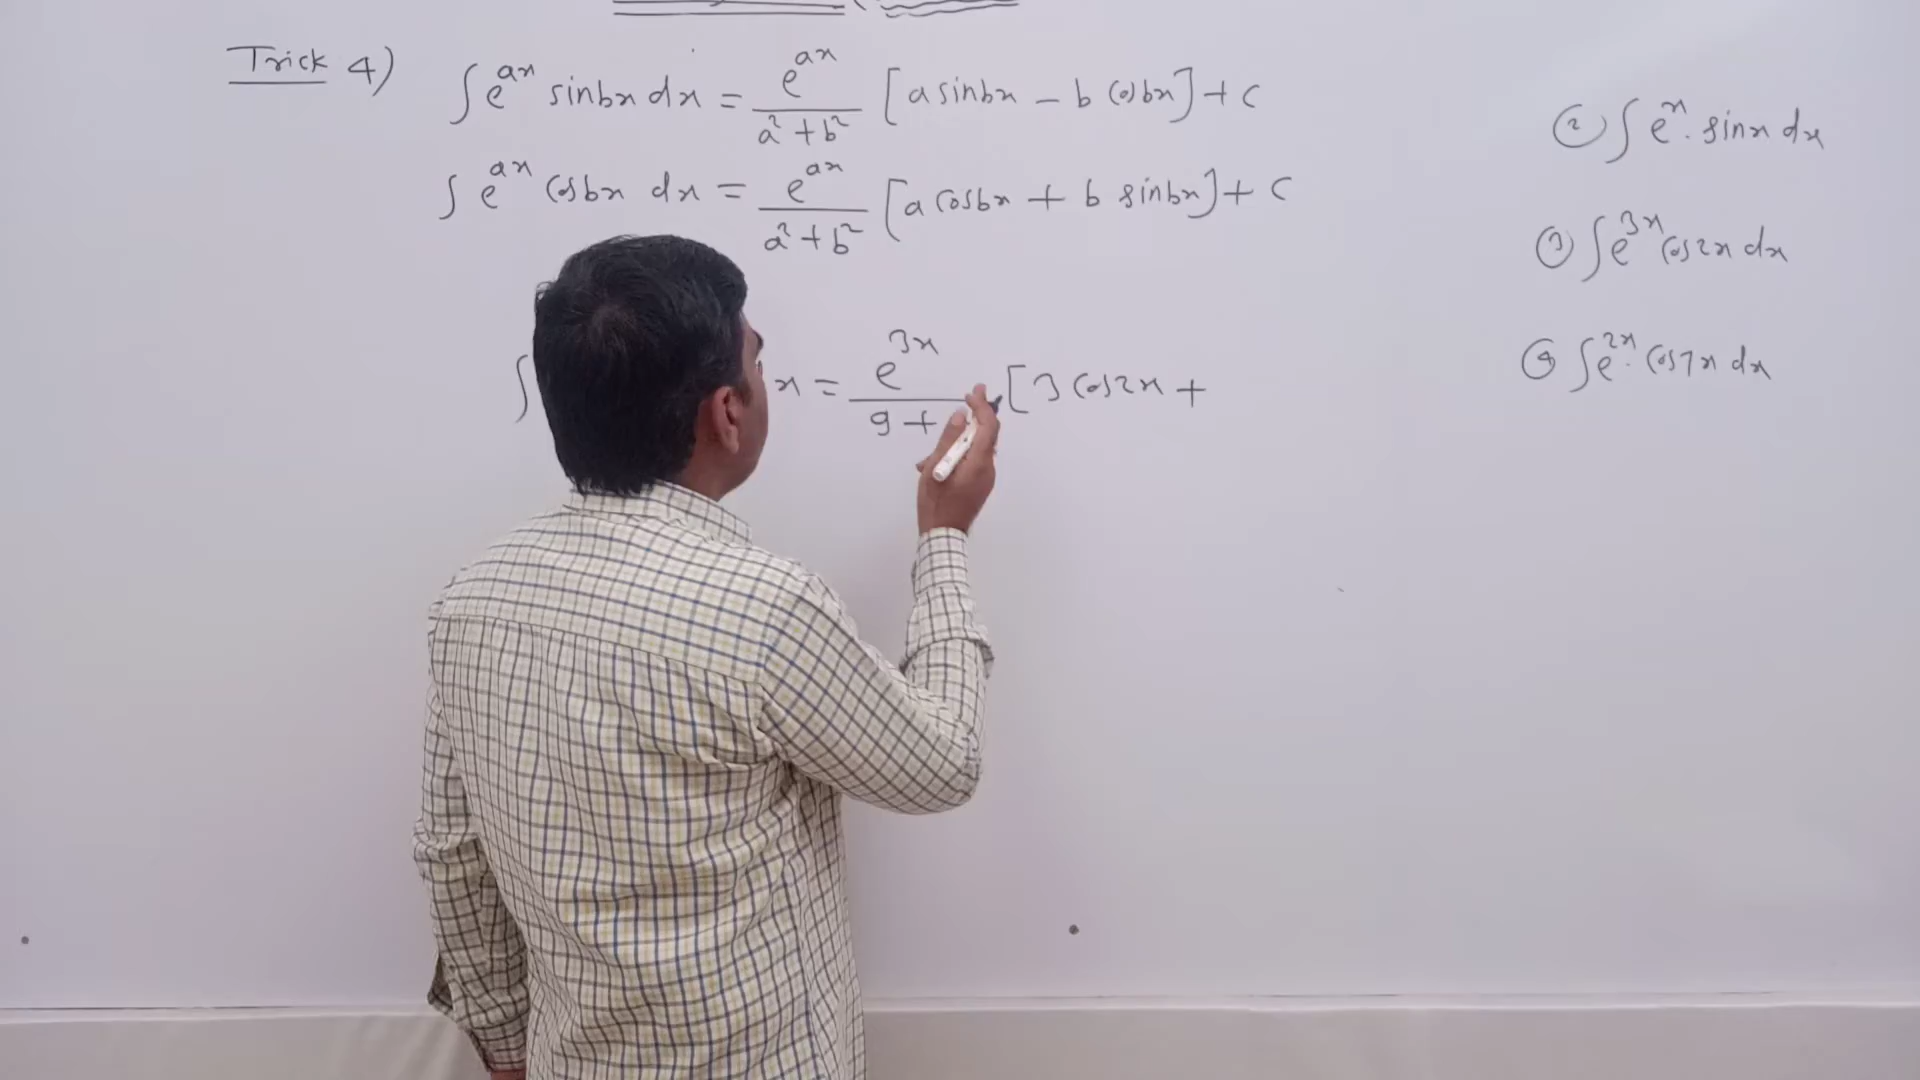 Trick 4) ∫ e^{ax} sinbx dx = e^{ax}/(a²+b²) [a sinbx - b cosbx] + c
∫ e^{ax} cosbx dx = e^{ax}/(a²+b²) [a cosbx + b sinbx] + c
∫ x = e^{3x}/(9+ [3 cos2x +
② ∫ e^{x}. sinx dx
③ ∫ e^{3x} cos2x dx
④ ∫ e^{2x}. cos7x dx